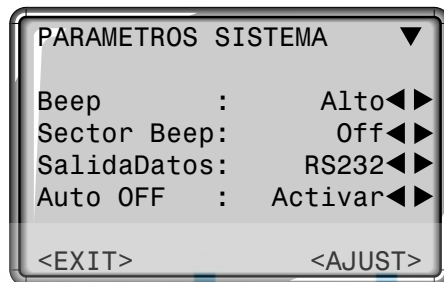 PARAMETROS SISTEMA ▼
Beep : Alto◀▶
Sector Beep: Off◀▶
SalidaDatos: RS232◀▶
Auto OFF : Activar◀▶
<EXIT> <AJUST>